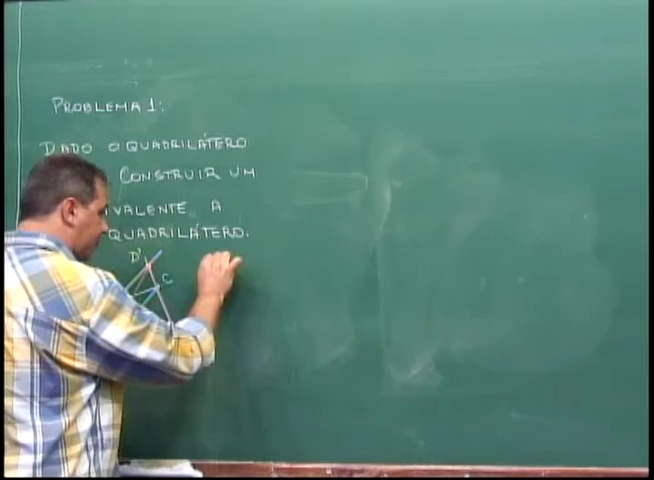 PROBLEMA 1:
DADO O QUADRILÁTERO
CONSTRUIR UM
VALENTE A
QUADRILÁTERO.
D'
C